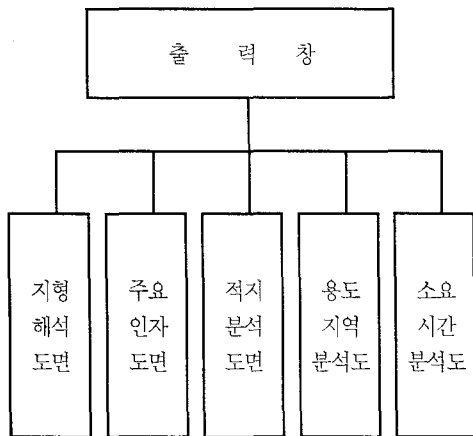 출 력 창
지형
해석
도면
주요
인자
도면
적지
분석
도면
용도
지역
분석도
소요
시간
분석도